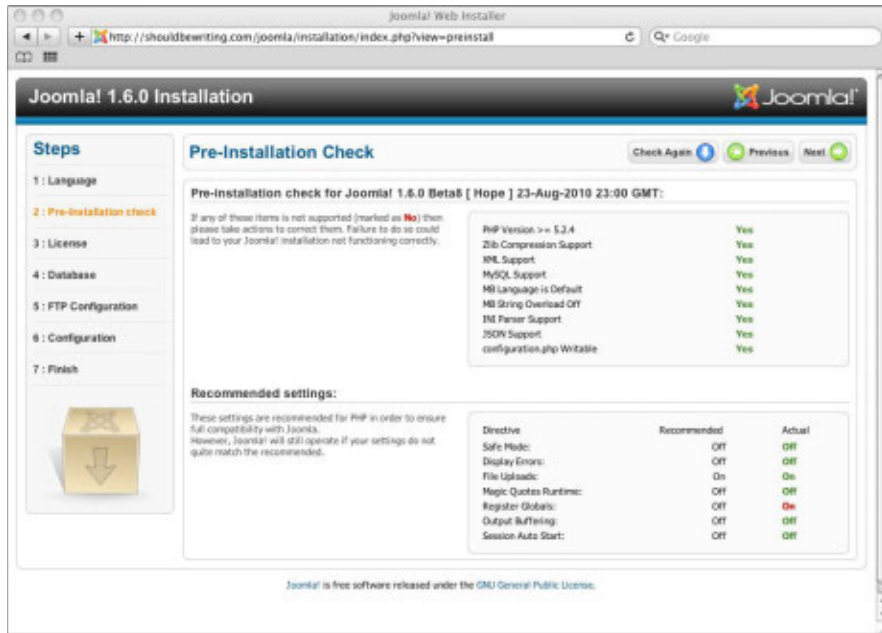 Joomla! Web Installer
http://shouldbewriting.com/joomla/installation/index.php?view=preinstall
Google
Joomla! 1.6.0 Installation
Joomla!
Steps
1 : Language
2 : Pre-Installation check
3 : License
4 : Database
5 : FTP Configuration
6 : Configuration
7 : Finish
Pre-Installation Check
Check Again
Previous
Next
Pre-installation check for Joomla! 1.6.0 Beta8 [ Hope ] 23-Aug-2010 23:00 GMT:
If any of these items is not supported (marked as No) then
please take actions to correct them. Failure to do so could
lead to your Joomla! installation not functioning correctly.
PHP Version >= 5.2.4 Yes
Zlib Compression Support Yes
XML Support Yes
MySQL Support Yes
MB Language is Default Yes
MB String Overload Off Yes
INI Parser Support Yes
JSON Support Yes
configuration.php Writable Yes
Recommended settings:
These settings are recommended for PHP in order to ensure
full compatibility with Joomla.
However, Joomla! will still operate if your settings do not
quite match the recommended.
Directive Recommended Actual
Safe Mode: Off Off
Display Errors: Off Off
File Uploads: On On
Magic Quotes Runtime: Off Off
Register Globals: Off On
Output Buffering: Off Off
Session Auto Start: Off Off
Joomla! is free software released under the GNU General Public License.